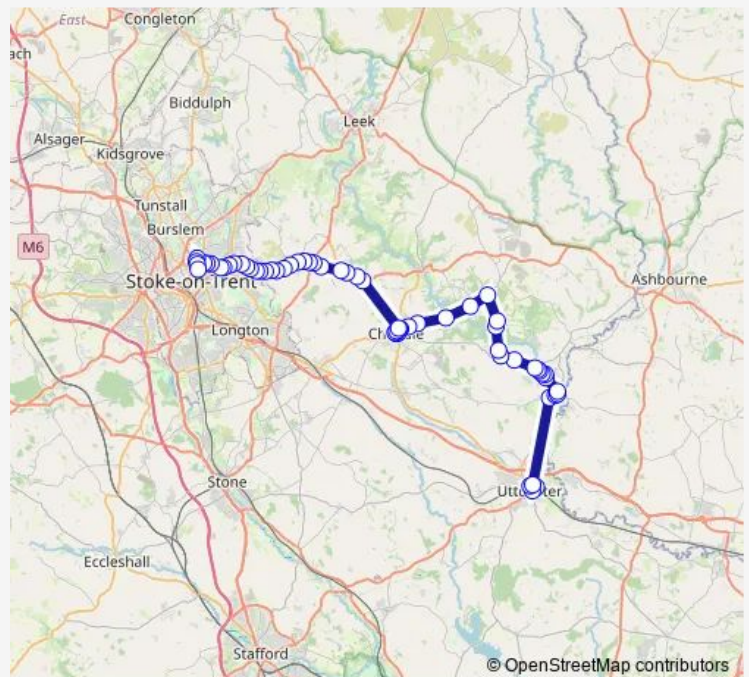 East
Congleton
ach
Biddulph
Leek
Alsager
Kidsgrove
Tunstall
Burslem
M6
Stoke-on-Trent
Ashbourne
Longton
Stone
Eccleshall
Stafford
© OpenStreetMap contributors